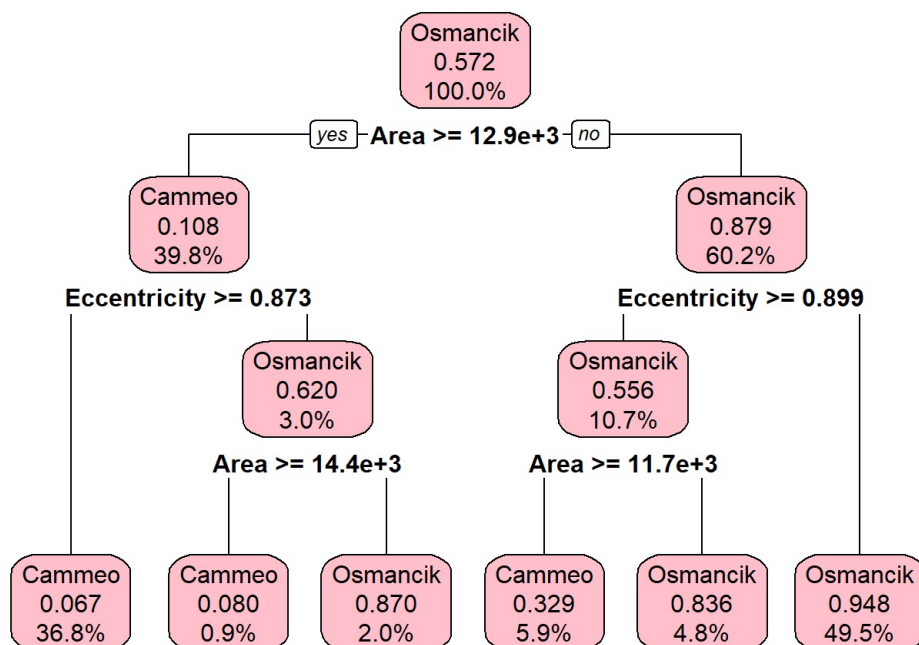 Osmancik
0.572
100.0%
yes Area >= 12.9e+3 no
Cammeo
0.108
39.8%
Osmancik
0.879
60.2%
Eccentricity >= 0.873
Eccentricity >= 0.899
Osmancik
0.620
3.0%
Osmancik
0.556
10.7%
Area >= 14.4e+3
Area >= 11.7e+3
Cammeo
0.067
36.8%
Cammeo
0.080
0.9%
Osmancik
0.870
2.0%
Cammeo
0.329
5.9%
Osmancik
0.836
4.8%
Osmancik
0.948
49.5%